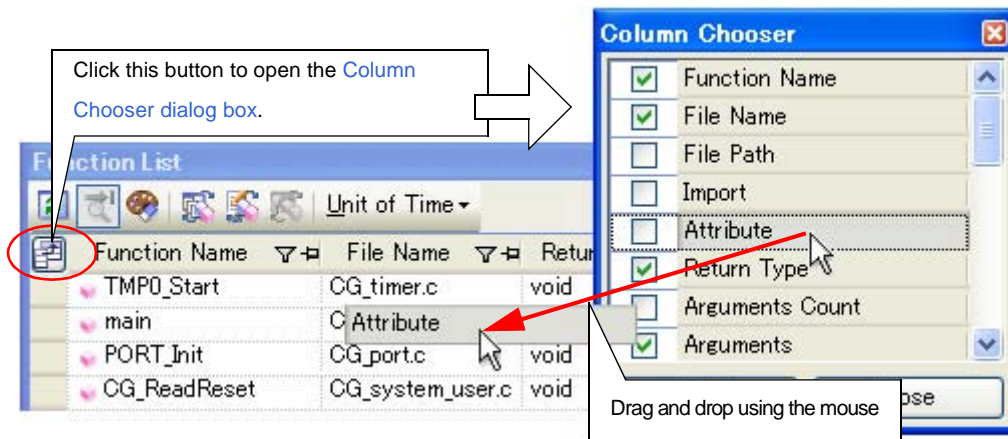 Click this button to open the Column
Chooser dialog box.
Column Chooser
Function Name
File Name
File Path
Import
Attribute
Return Type
Arguments Count
Arguments
Function List
Unit of Time
Function Name File Name
TMP0_Start CG_timer.c void
main Attribute
PORT_Init CG_port.c void
CG_ReadReset CG_system_user.c void
Drag and drop using the mouse